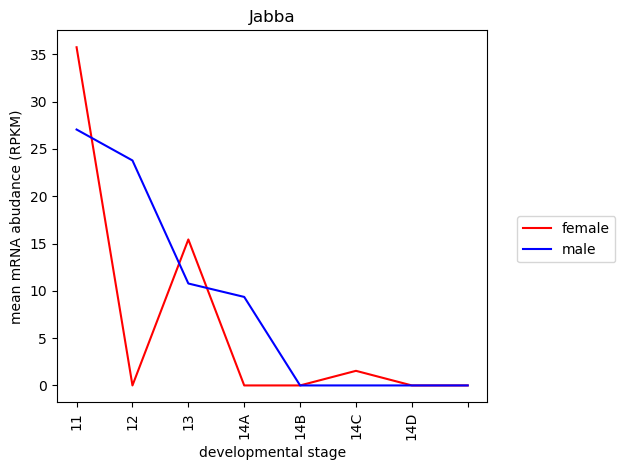 Jabba
mean mRNA abudance (RPKM)
35
30
25
20
15
10
5
0
11
12
13
14A
14B
14C
14D
developmental stage
female
male